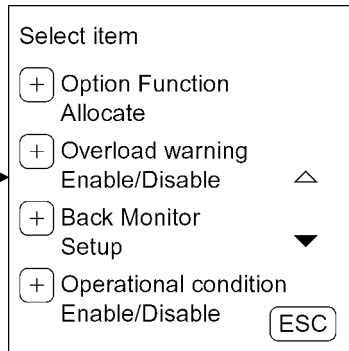 Select item
+ Option Function
Allocate
+ Overload warning
Enable/Disable
+ Back Monitor
Setup
+ Operational condition
Enable/Disable
ESC